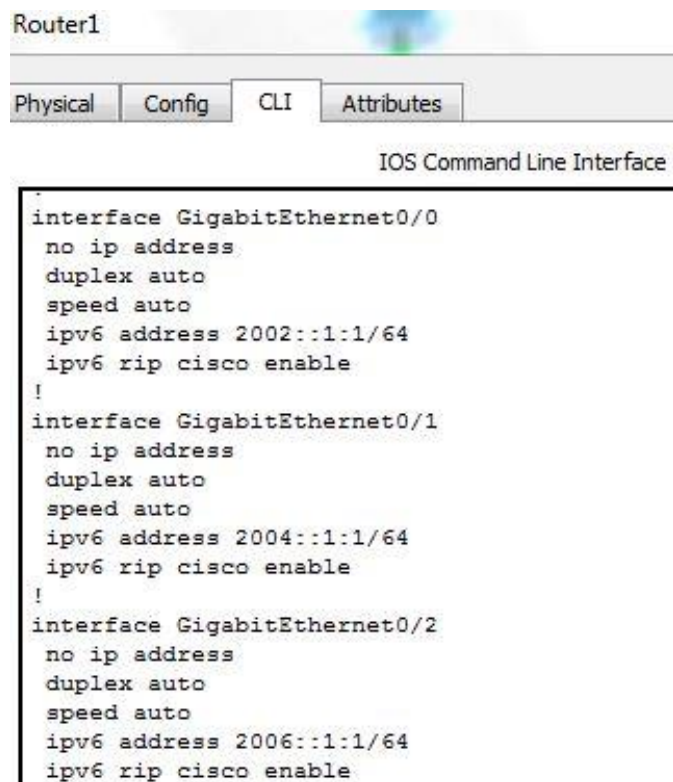 Router1
Physical Config CLI Attributes
IOS Command Line Interface
!
interface GigabitEthernet0/0
 no ip address
 duplex auto
 speed auto
 ipv6 address 2002::1:1/64
 ipv6 rip cisco enable
!
interface GigabitEthernet0/1
 no ip address
 duplex auto
 speed auto
 ipv6 address 2004::1:1/64
 ipv6 rip cisco enable
!
interface GigabitEthernet0/2
 no ip address
 duplex auto
 speed auto
 ipv6 address 2006::1:1/64
 ipv6 rip cisco enable